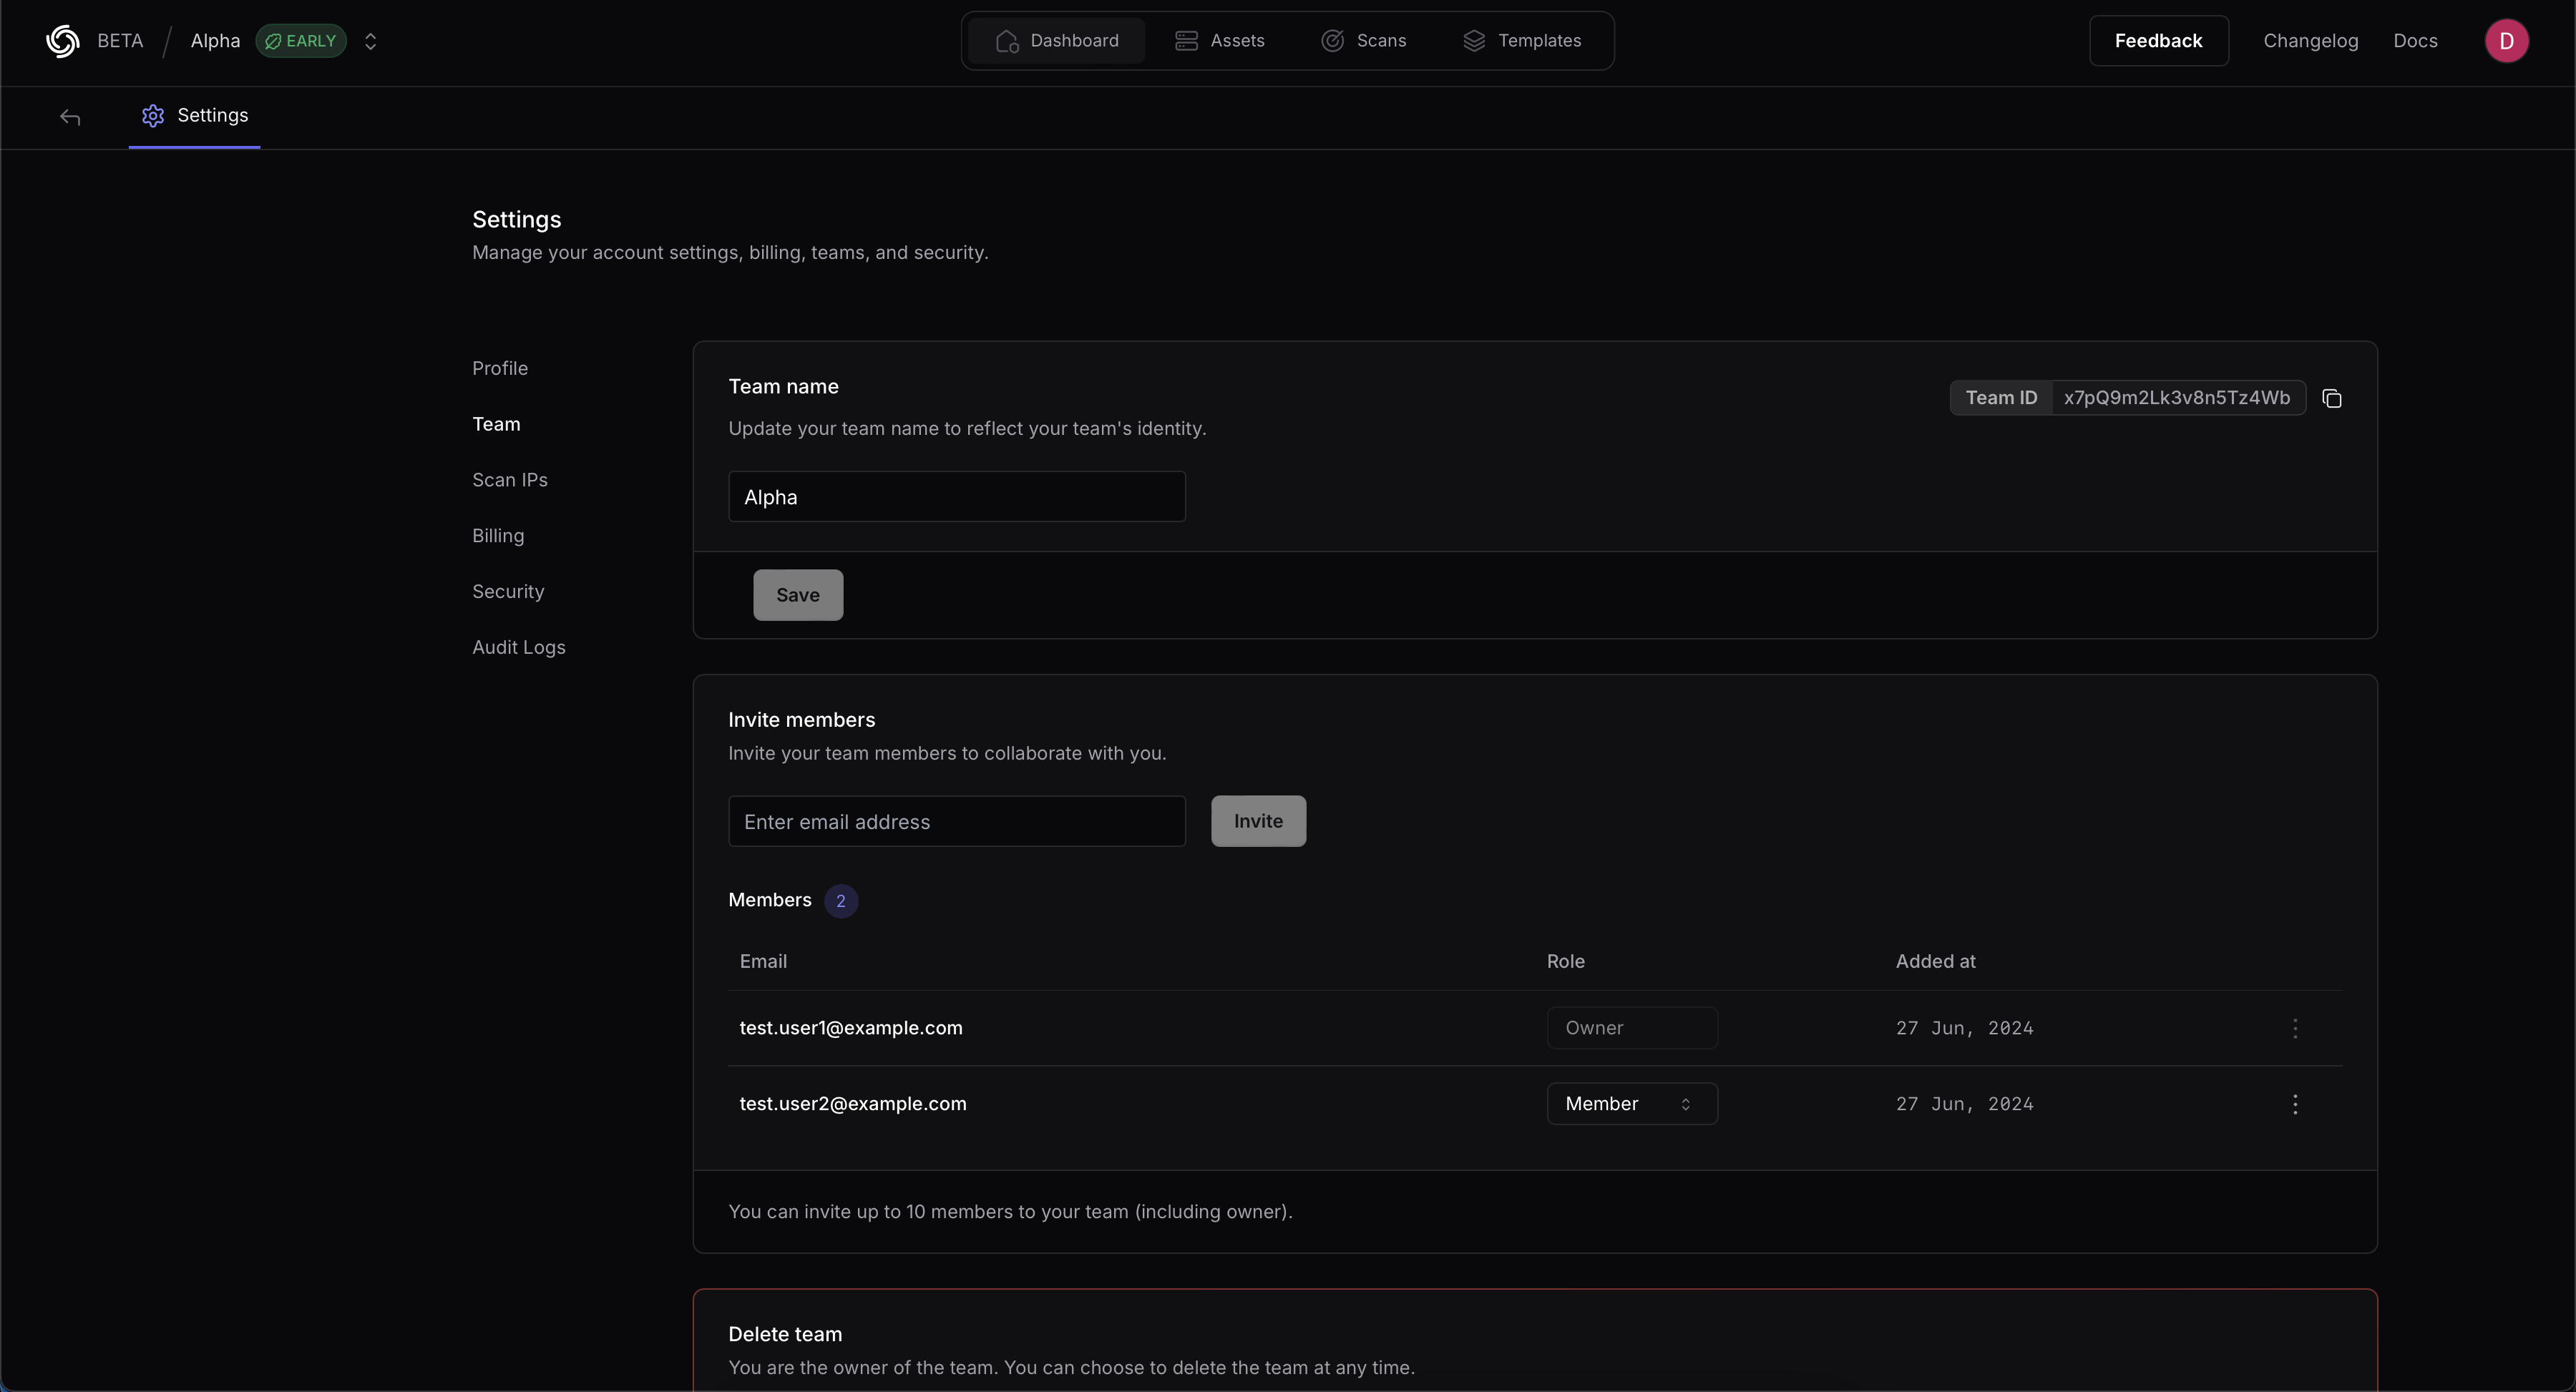 BETA / Alpha EARLY
Dashboard Assets Scans Templates
Feedback Changelog Docs D
Settings
Settings
Manage your account settings, billing, teams, and security.
Profile
Team
Scan IPs
Billing
Security
Audit Logs
Team name
Team ID x7pQ9m2Lk3v8n5Tz4Wb
Update your team name to reflect your team's identity.
Alpha
Save
Invite members
Invite your team members to collaborate with you.
Enter email address Invite
Members 2
Email Role Added at
test.user1@example.com Owner 27 Jun, 2024
test.user2@example.com Member 27 Jun, 2024
You can invite up to 10 members to your team (including owner).
Delete team
You are the owner of the team. You can choose to delete the team at any time.